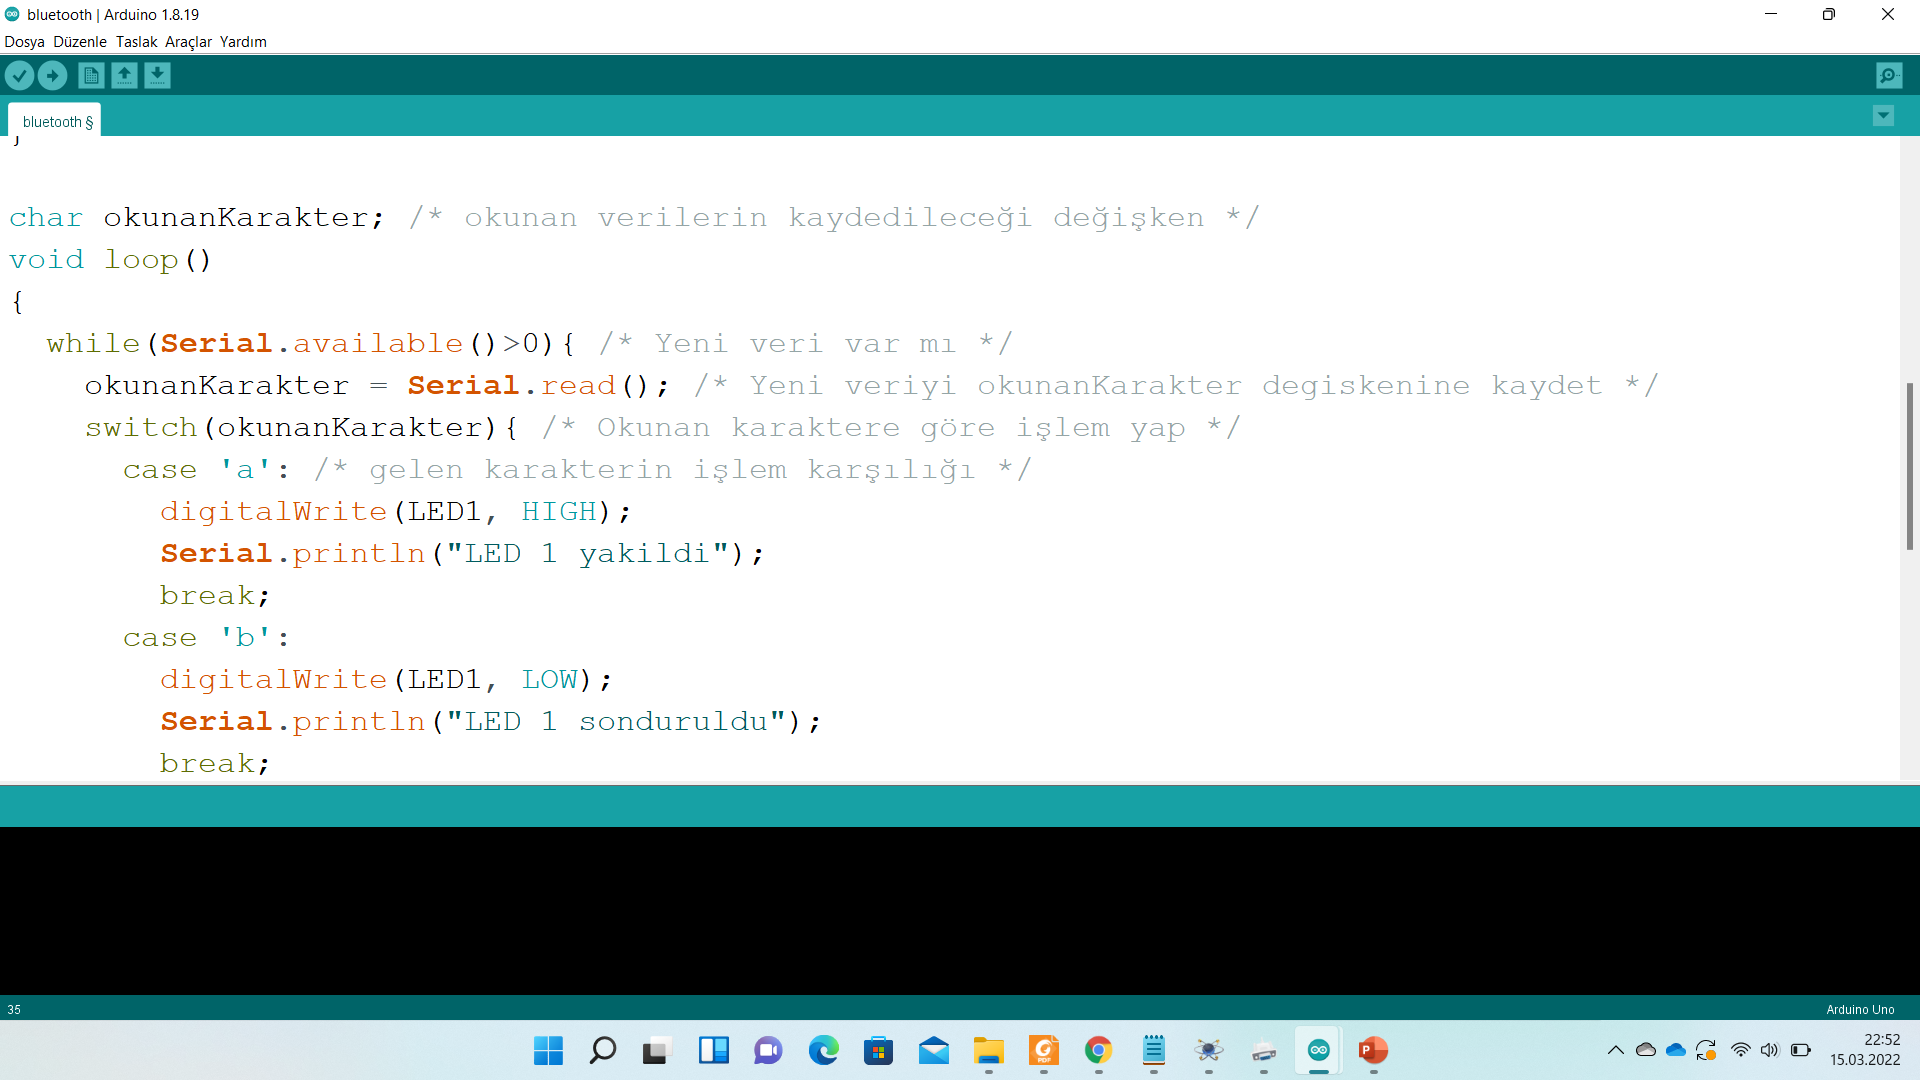 bluetooth | Arduino 1.8.19
Dosya Düzenle Taslak Araçlar Yardım
bluetooth §
char okunanKarakter; /* okunan verilerin kaydedileceği değişken */
void loop()
{
while(Serial.available()>0){ /* Yeni veri var mı */
okunanKarakter = Serial.read(); /* Yeni veriyi okunanKarakter degiskenine kaydet */
switch(okunanKarakter){ /* Okunan karaktere göre işlem yap */
case 'a': /* gelen karakterin işlem karşılığı */
digitalWrite(LED1, HIGH);
Serial.println("LED 1 yakildi");
break;
case 'b':
digitalWrite(LED1, LOW);
Serial.println("LED 1 sonduruldu");
break;
35
Arduino Uno
22:52
15.03.2022